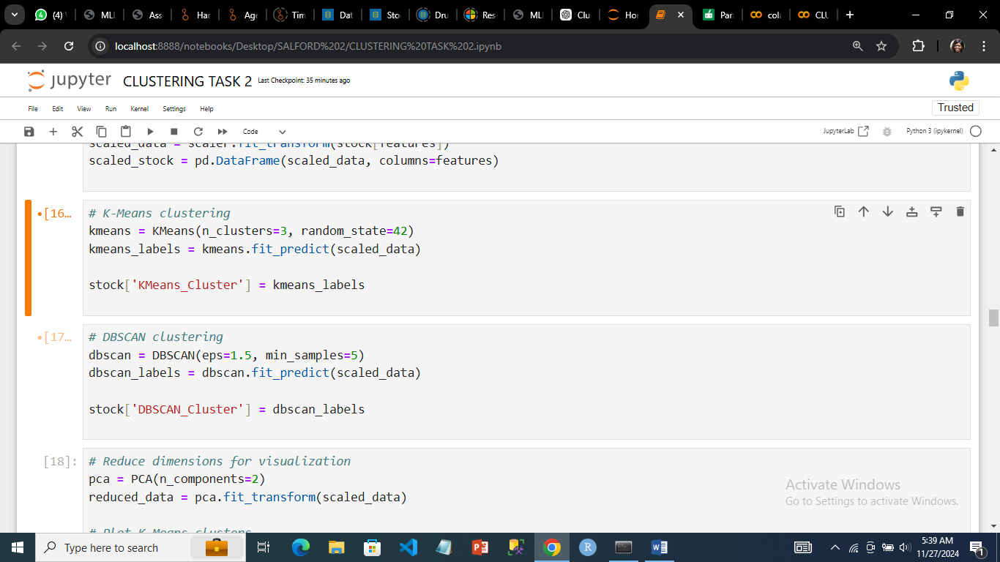 (4) W
MLI
Ass
Har
Age
Tim
Dat
Sto
Dru
Res
MLI
Clu
Hor
Par
cola
CLU
localhost:8888/notebooks/Desktop/SALFORD%202/CLUSTERING%20TASK%202.ipynb
jupyter CLUSTERING TASK 2 Last Checkpoint: 35 minutes ago
File Edit View Run Kernel Settings Help
Trusted
Code
JupyterLab
Python 3 (ipykernel)
scaled_data = scaler.fit_transform(stock[features])
scaled_stock = pd.DataFrame(scaled_data, columns=features)
[16…
# K-Means clustering
kmeans = KMeans(n_clusters=3, random_state=42)
kmeans_labels = kmeans.fit_predict(scaled_data)
stock['KMeans_Cluster'] = kmeans_labels
[17…
# DBSCAN clustering
dbscan = DBSCAN(eps=1.5, min_samples=5)
dbscan_labels = dbscan.fit_predict(scaled_data)
stock['DBSCAN_Cluster'] = dbscan_labels
[18]:
# Reduce dimensions for visualization
pca = PCA(n_components=2)
reduced_data = pca.fit_transform(scaled_data)
# Plot K-Means clusters
Activate Windows
Go to Settings to activate Windows.
Type here to search
5:39 AM
11/27/2024
1